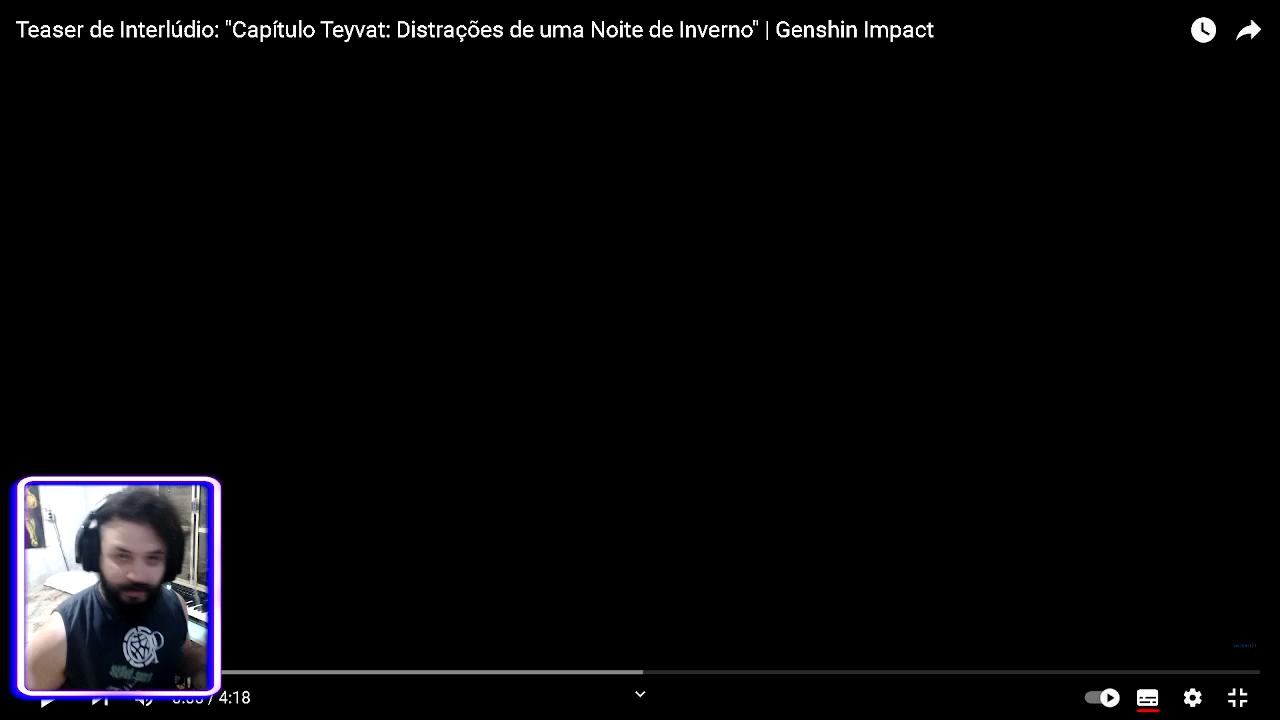 Teaser de Interlúdio: "Capítulo Teyvat: Distrações de uma Noite de Inverno" | Genshin Impact
/ 4:18